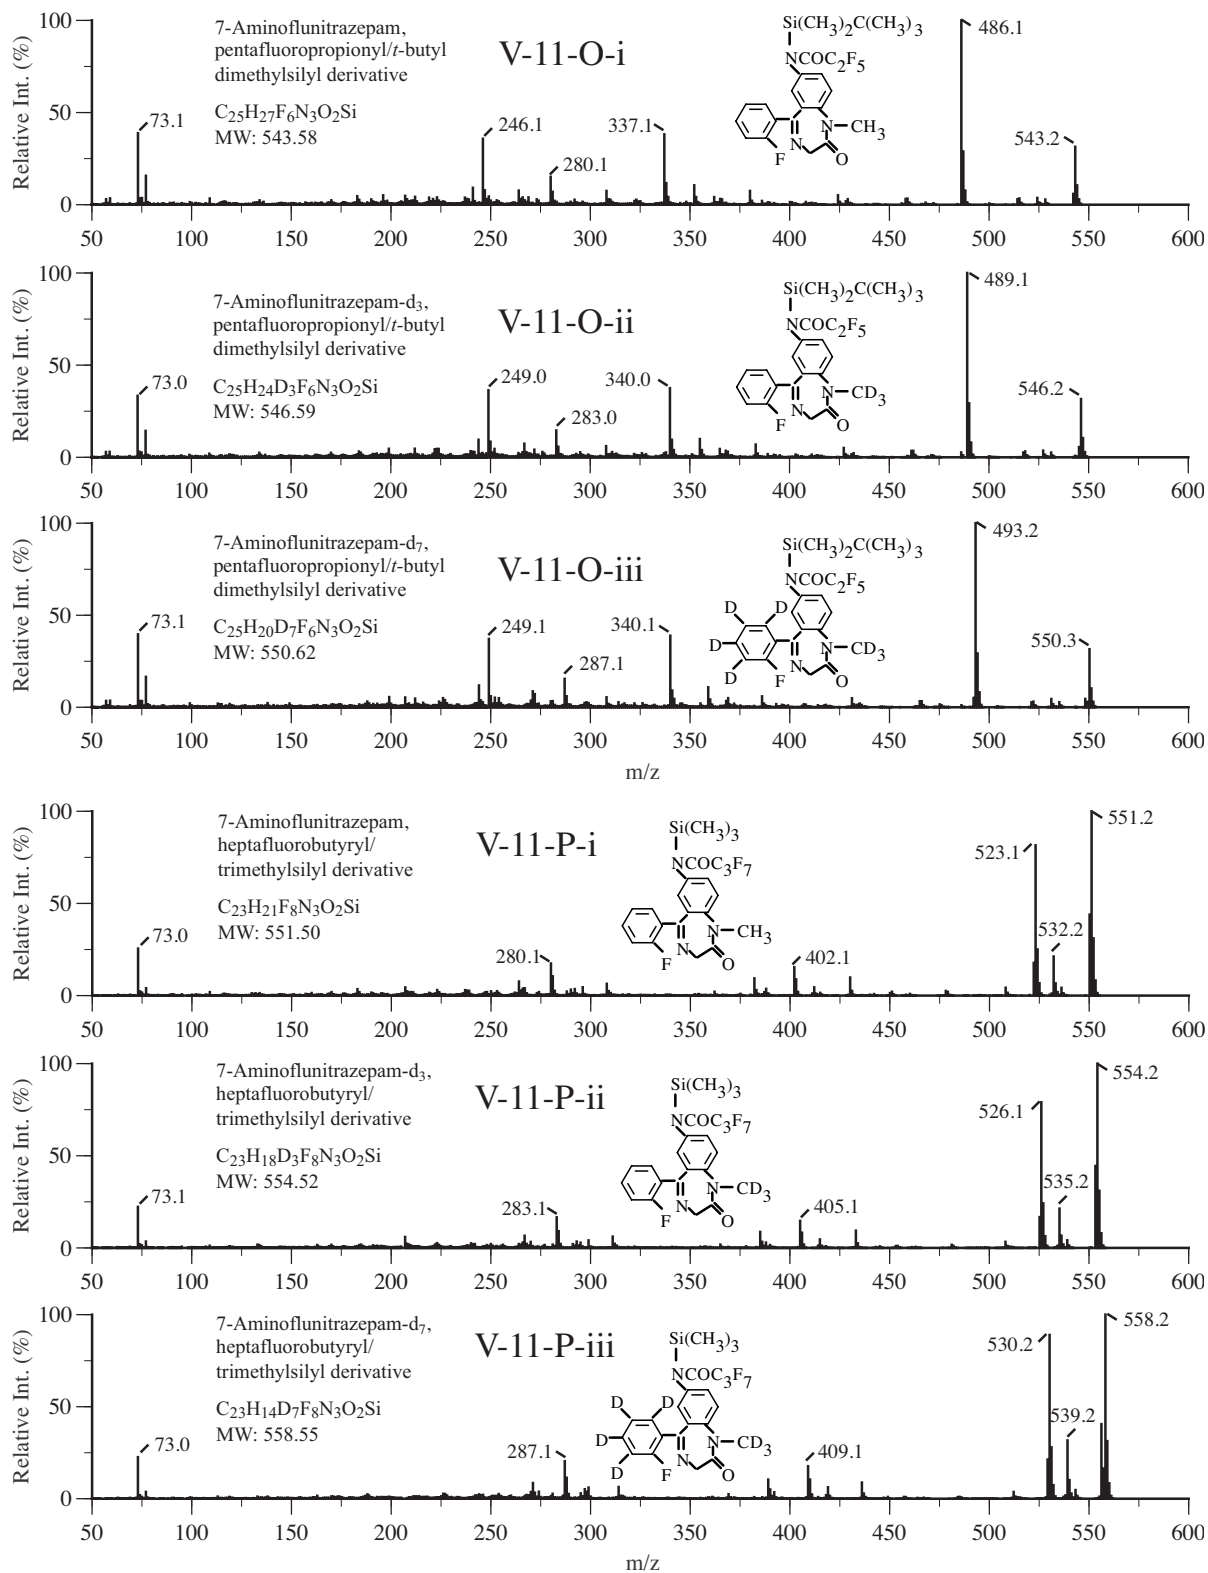 Relative Int. (%)
100
50
0
7-Aminoflunitrazepam,
pentafluoropropionyl/t-butyl
dimethylsilyl derivative
C25H27F6N3O2Si
MW: 543.58
V-11-O-i
Si(CH3)2C(CH3)3
NCOC2F5
N CH3
N
F
O
73.1
246.1
280.1
337.1
486.1
543.2
50 100 150 200 250 300 350 400 450 500 550 600
Relative Int. (%)
100
50
0
7-Aminoflunitrazepam-d3,
pentafluoropropionyl/t-butyl
dimethylsilyl derivative
C25H24D3F6N3O2Si
MW: 546.59
V-11-O-ii
Si(CH3)2C(CH3)3
NCOC2F5
N CD3
N
F
O
73.0
249.0
283.0
340.0
489.1
546.2
50 100 150 200 250 300 350 400 450 500 550 600
Relative Int. (%)
100
50
0
7-Aminoflunitrazepam-d7,
pentafluoropropionyl/t-butyl
dimethylsilyl derivative
C25H20D7F6N3O2Si
MW: 550.62
V-11-O-iii
Si(CH3)2C(CH3)3
NCOC2F5
D D
D N CD3
D F N O
73.1
249.1
287.1
340.1
493.2
550.3
50 100 150 200 250 300 350 400 450 500 550 600
m/z
Relative Int. (%)
100
50
0
7-Aminoflunitrazepam,
heptafluorobutyryl/
trimethylsilyl derivative
C23H21F8N3O2Si
MW: 551.50
V-11-P-i
Si(CH3)3
NCOC3F7
N CH3
N
F
O
73.0
280.1
402.1
523.1
532.2
551.2
50 100 150 200 250 300 350 400 450 500 550 600
Relative Int. (%)
100
50
0
7-Aminoflunitrazepam-d3,
heptafluorobutyryl/
trimethylsilyl derivative
C23H18D3F8N3O2Si
MW: 554.52
V-11-P-ii
Si(CH3)3
NCOC3F7
N CD3
N
F
O
73.1
283.1
405.1
526.1
535.2
554.2
50 100 150 200 250 300 350 400 450 500 550 600
Relative Int. (%)
100
50
0
7-Aminoflunitrazepam-d7,
heptafluorobutyryl/
trimethylsilyl derivative
C23H14D7F8N3O2Si
MW: 558.55
V-11-P-iii
Si(CH3)3
NCOC3F7
D D
D N CD3
D F N O
73.0
287.1
409.1
530.2
539.2
558.2
50 100 150 200 250 300 350 400 450 500 550 600
m/z